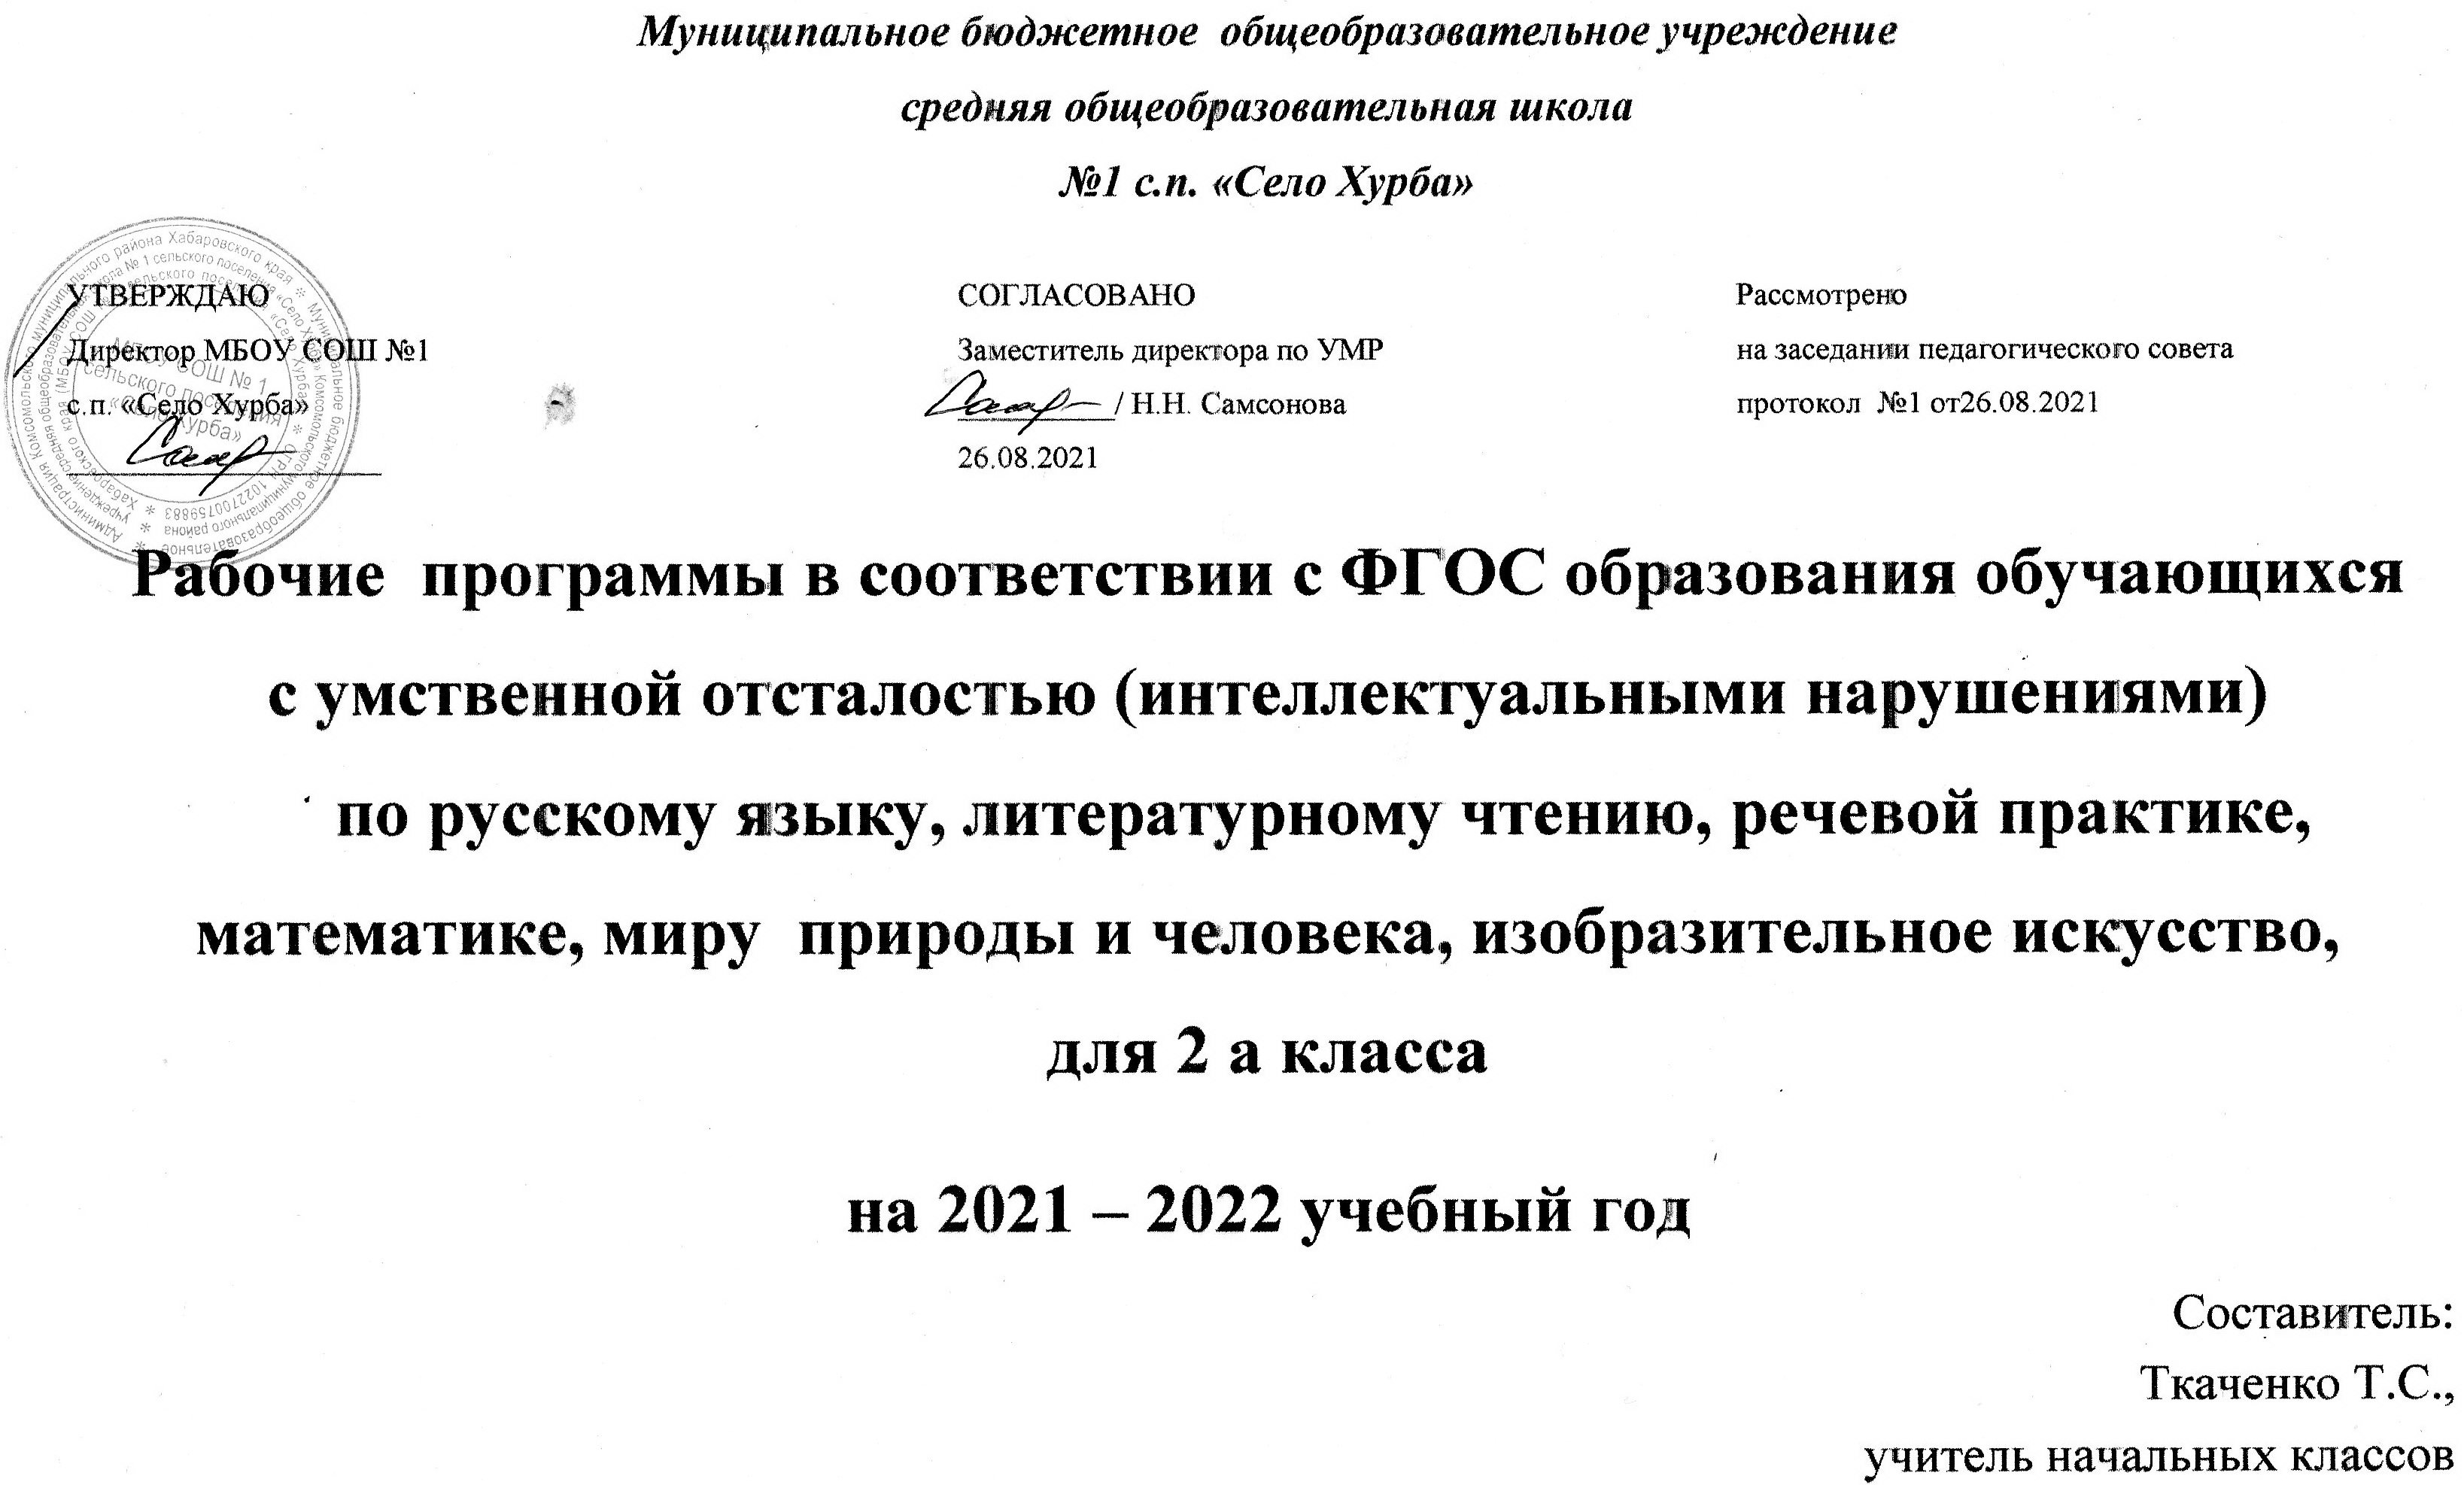 Муниципальное бюджетное общеобразовательное учреждение
средняя общеобразовательная школа
№1 с.п. «Село Хурба»
УТВЕРЖДАЮ
Директор МБОУ СОШ №1
с.п. «Село Хурба»
СОГЛАСОВАНО
Заместитель директора по УМР
/ Н.Н. Самсонова
26.08.2021
Рассмотрено
на заседании педагогического совета
протокол №1 от26.08.2021
Рабочие программы в соответствии с ФГОС образования обучающихся
с умственной отсталостью (интеллектуальными нарушениями)
по русскому языку, литературному чтению, речевой практике,
математике, миру природы и человека, изобразительное искусство,
для 2 а класса
на 2021 – 2022 учебный год
Составитель:
Ткаченко Т.С.,
учитель начальных классов